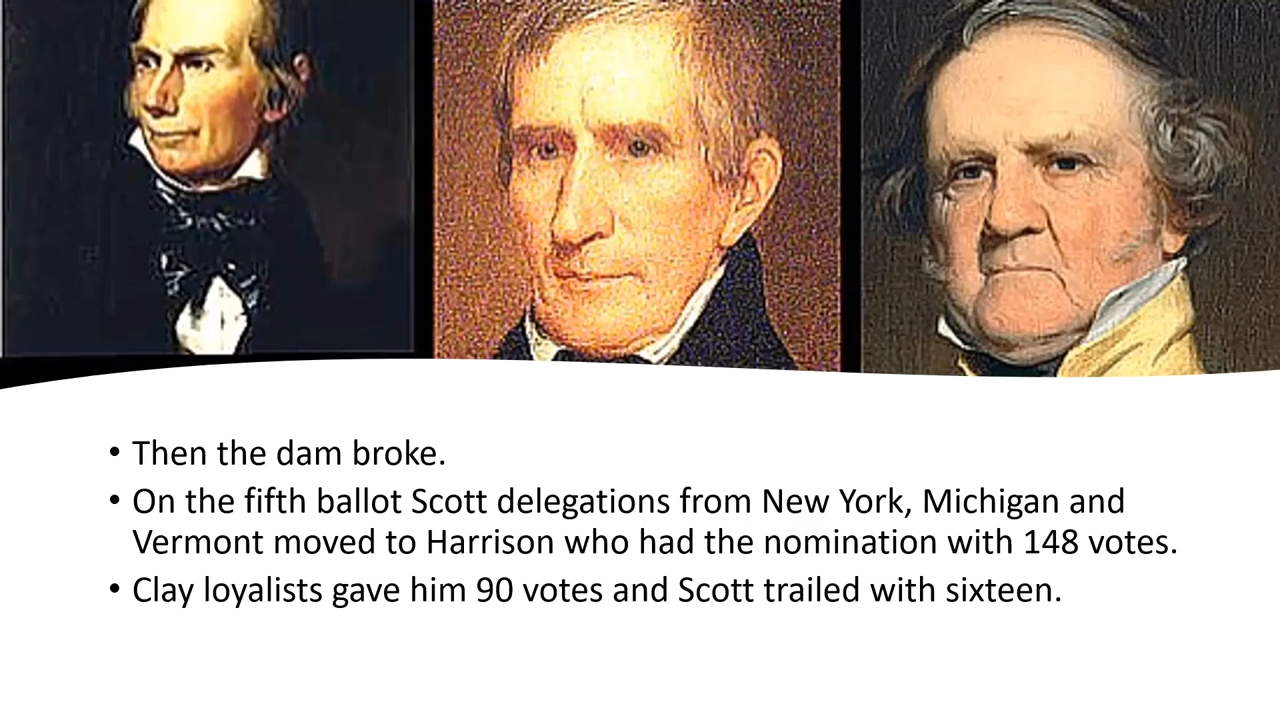 • Then the dam broke.
• On the fifth ballot Scott delegations from New York, Michigan and
Vermont moved to Harrison who had the nomination with 148 votes.
• Clay loyalists gave him 90 votes and Scott trailed with sixteen.